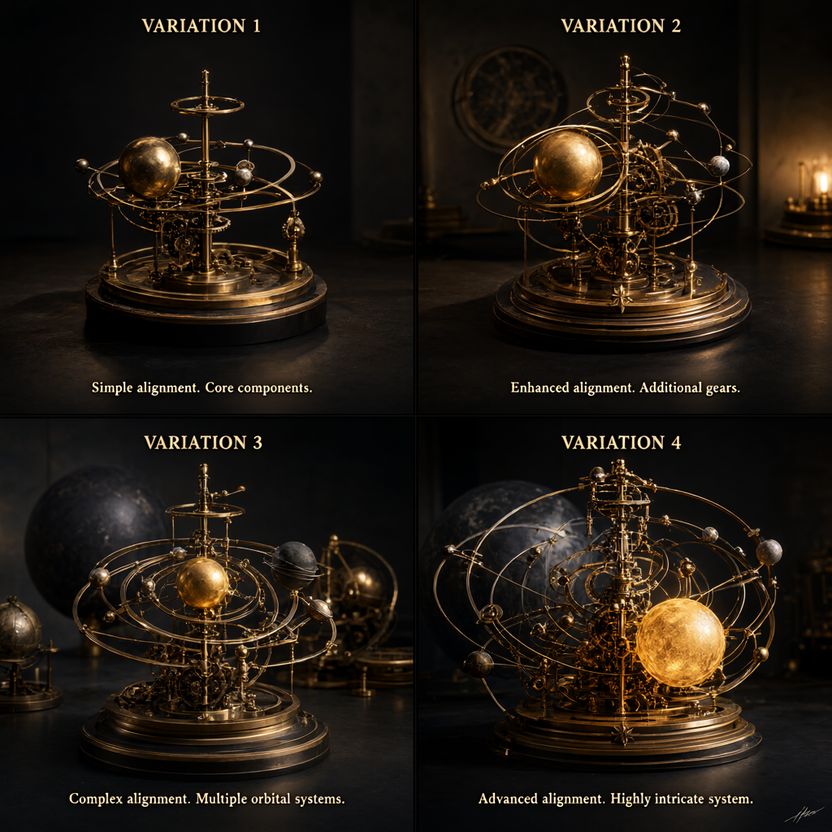 VARIATION 1
VARIATION 2
Simple alignment. Core components.
Enhanced alignment. Additional gears.
VARIATION 3
VARIATION 4
Complex alignment. Multiple orbital systems.
Advanced alignment. Highly intricate system.